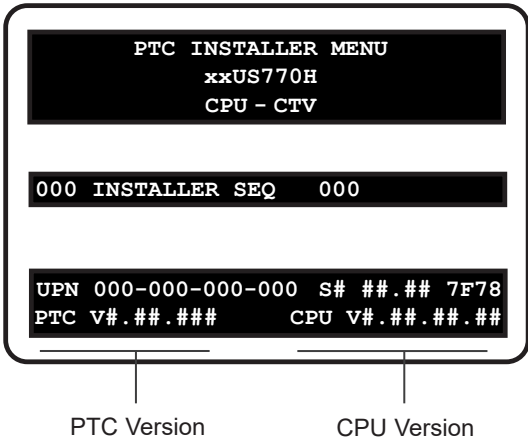 PTC INSTALLER MENU
xxUS770H
CPU – CTV
000 INSTALLER SEQ 000
UPN 000-000-000-000 S# ##.## 7F78
PTC V#.##.### CPU V#.##.##.##
PTC Version CPU Version